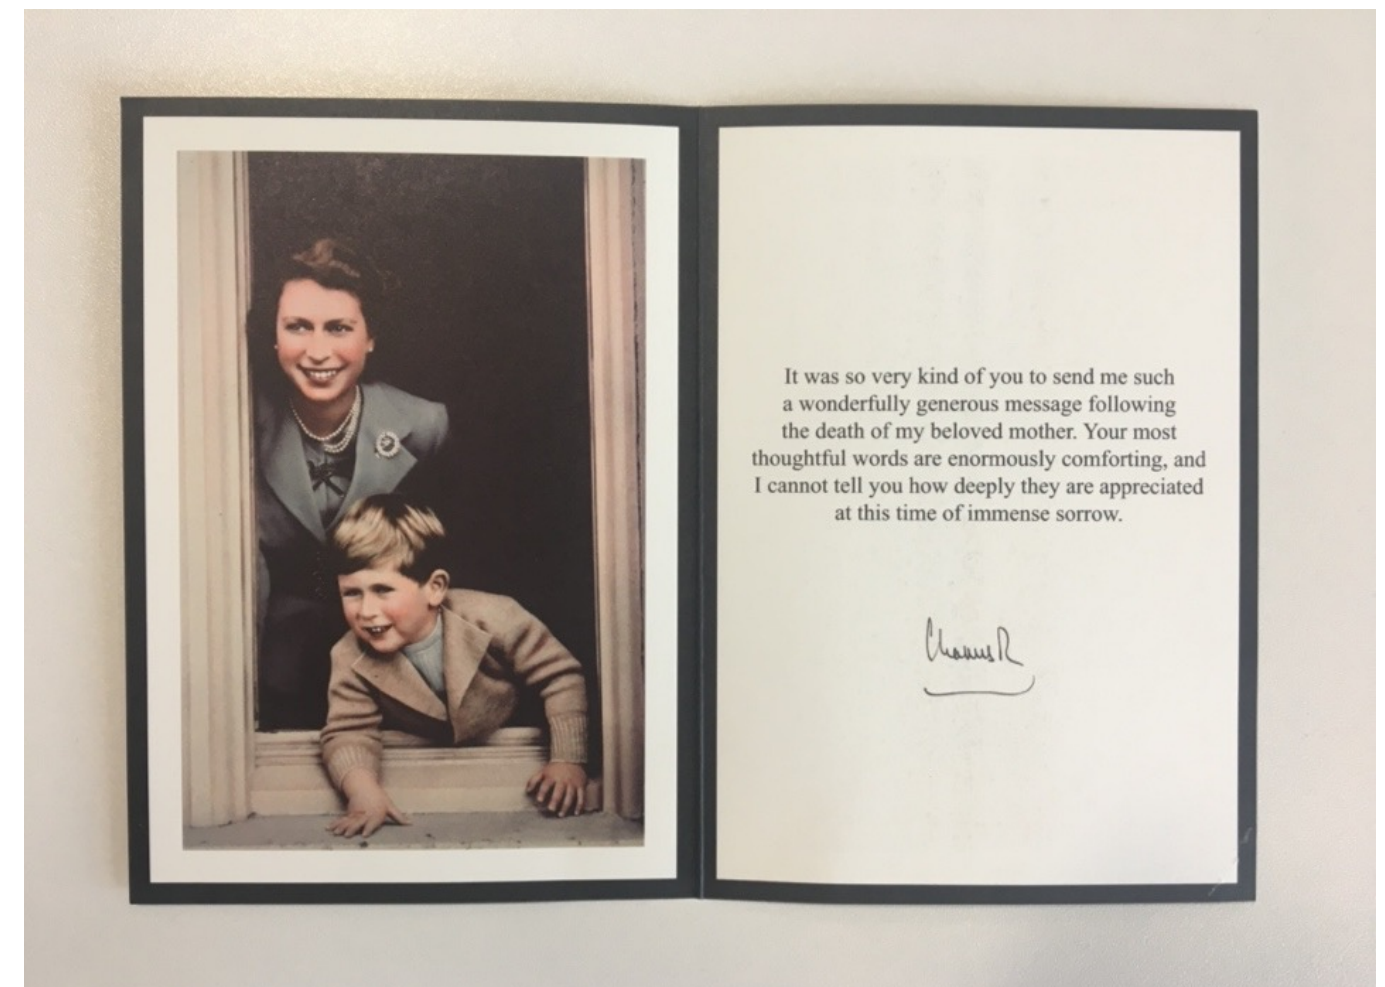 It was so very kind of you to send me such
a wonderfully generous message following
the death of my beloved mother. Your most
thoughtful words are enormously comforting, and
I cannot tell you how deeply they are appreciated
at this time of immense sorrow.
Charles R